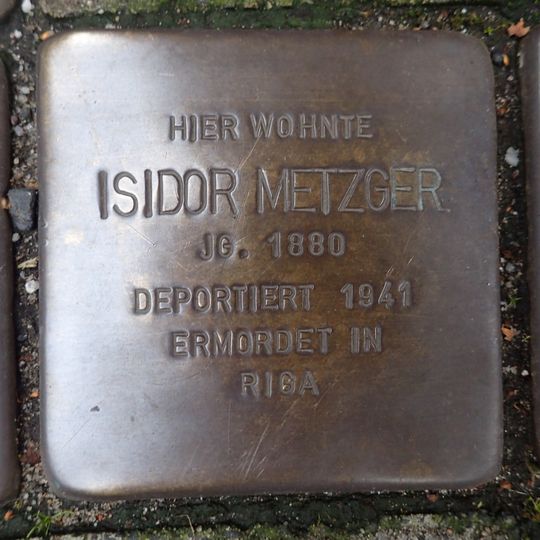 HIER WOHNTE
ISIDOR METZGER
JG. 1880
DEPORTIERT 1941
ERMORDET IN
RIGA